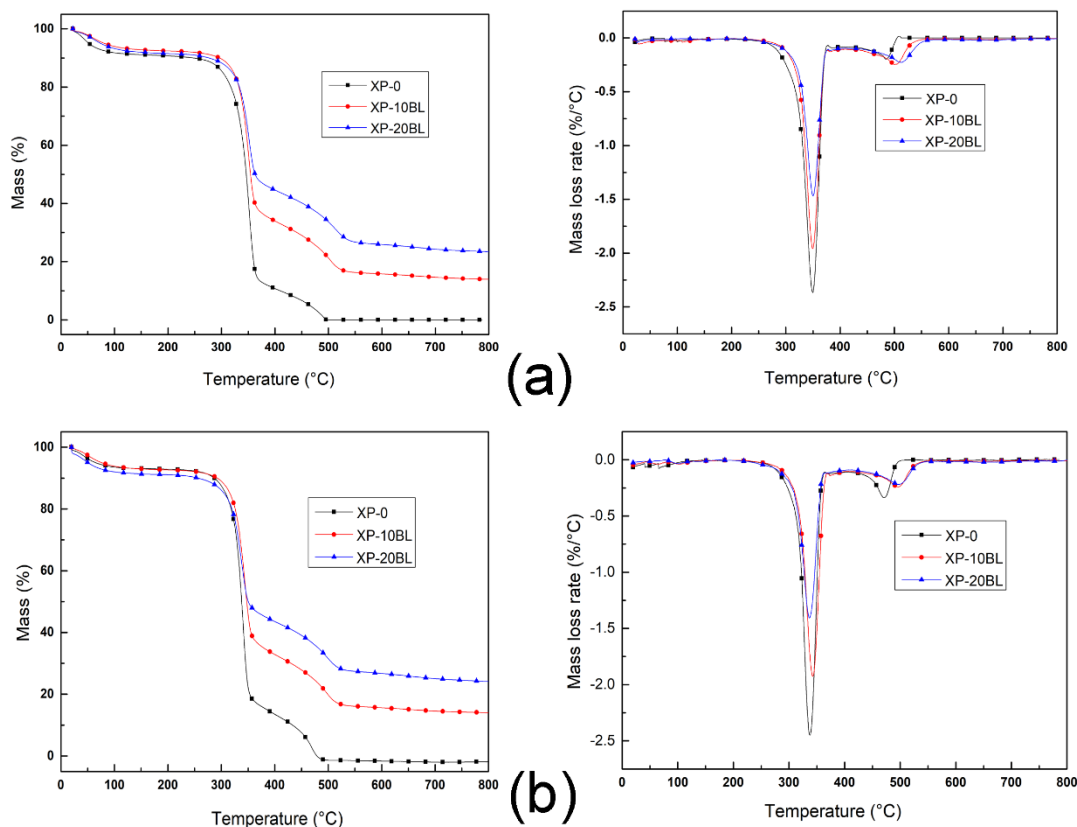 100
80
60
40
20
0
0 100 200 300 400 500 600 700 800
Mass (%)
Temperature (°C)
XP-0
XP-10BL
XP-20BL
0.0
-0.5
-1.0
-1.5
-2.0
-2.5
0 100 200 300 400 500 600 700 800
Mass loss rate (%/°C)
Temperature (°C)
XP-0
XP-10BL
XP-20BL
(a)
100
80
60
40
20
0
0 100 200 300 400 500 600 700 800
Mass (%)
Temperature (°C)
XP-0
XP-10BL
XP-20BL
0.0
-0.5
-1.0
-1.5
-2.0
-2.5
0 100 200 300 400 500 600 700 800
Mass loss rate (%/°C)
Temperature (°C)
XP-0
XP-10BL
XP-20BL
(b)